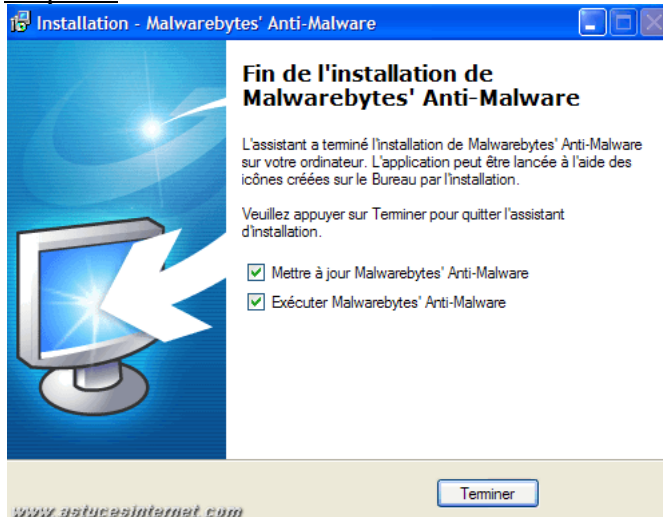 Installation - Malwarebytes' Anti-Malware
Fin de l'installation de
Malwarebytes' Anti-Malware
L'assistant a terminé l'installation de Malwarebytes' Anti-Malware
sur votre ordinateur. L'application peut être lancée à l'aide des
icônes créées sur le Bureau par l'installation.
Veuillez appuyer sur Terminer pour quitter l'assistant
d'installation.
Mettre à jour Malwarebytes' Anti-Malware
Exécuter Malwarebytes' Anti-Malware
Terminer
www.astucesinternet.com